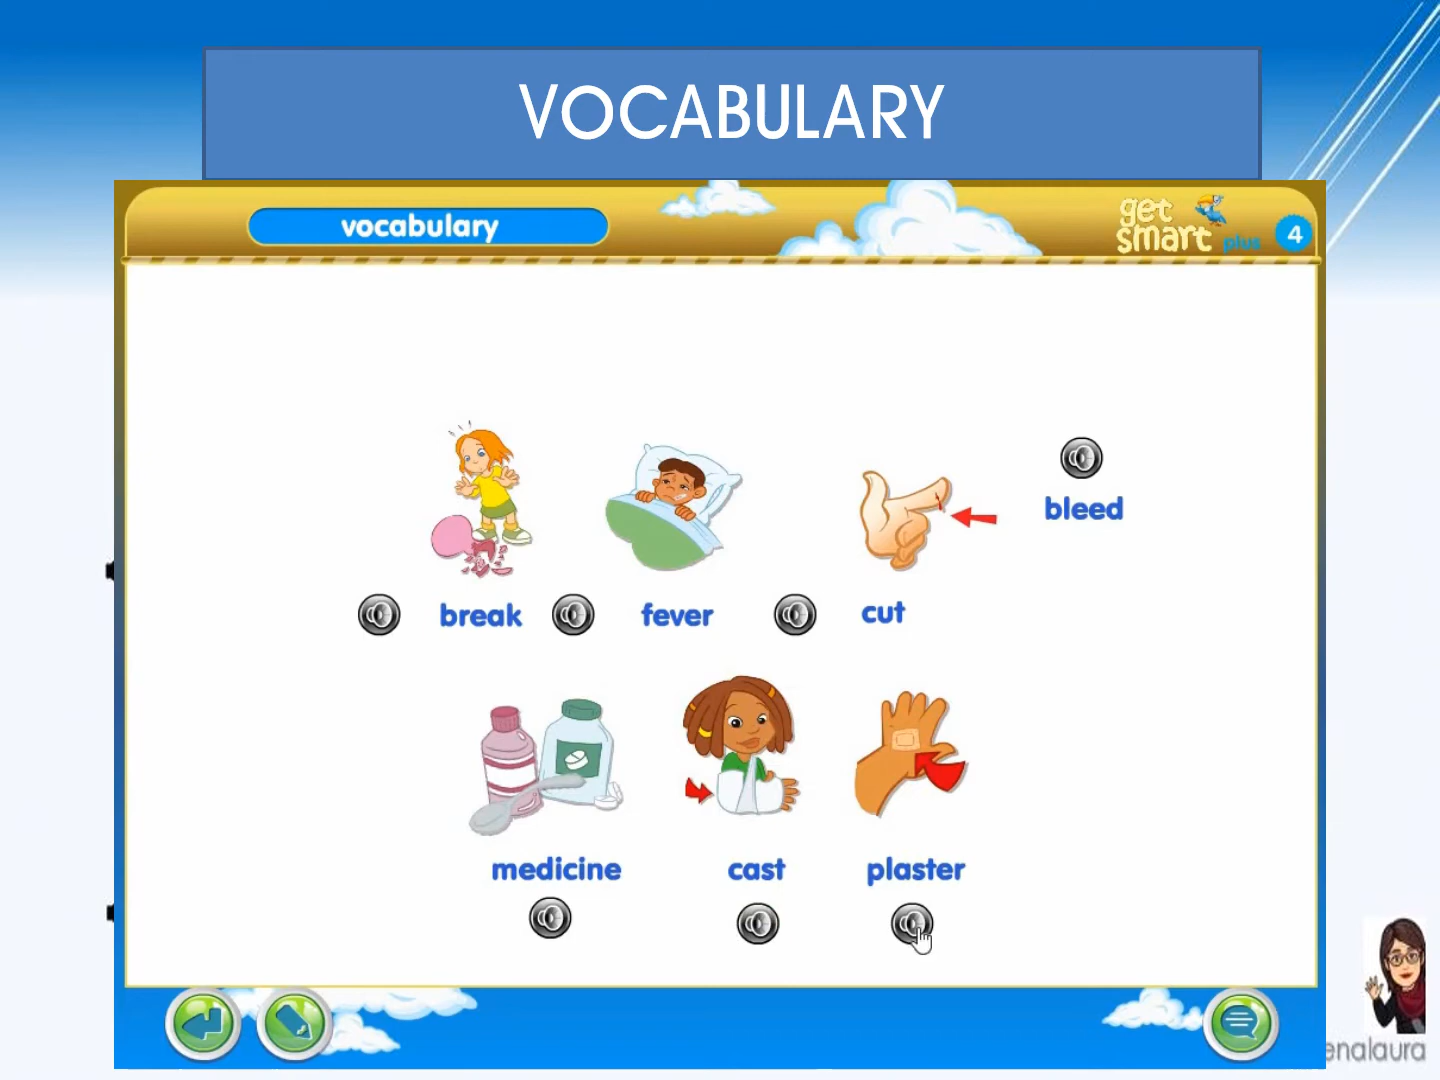 VOCABULARY
vocabulary
get
smart plus 4
bleed
break fever cut
medicine cast plaster
enalaura